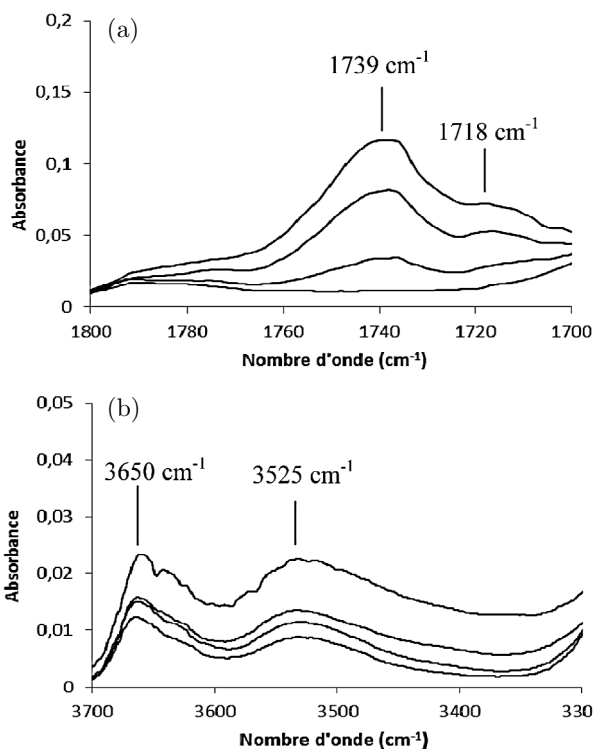 (a)
0,2
0,15
0,1
0,05
0
Absorbance
1739 cm-1
1718 cm-1
1800 1780 1760 1740 1720 1700
Nombre d'onde (cm-1)
(b)
0,05
0,04
0,03
0,02
0,01
0
Absorbance
3650 cm-1
3525 cm-1
3700 3600 3500 3400 330
Nombre d'onde (cm-1)